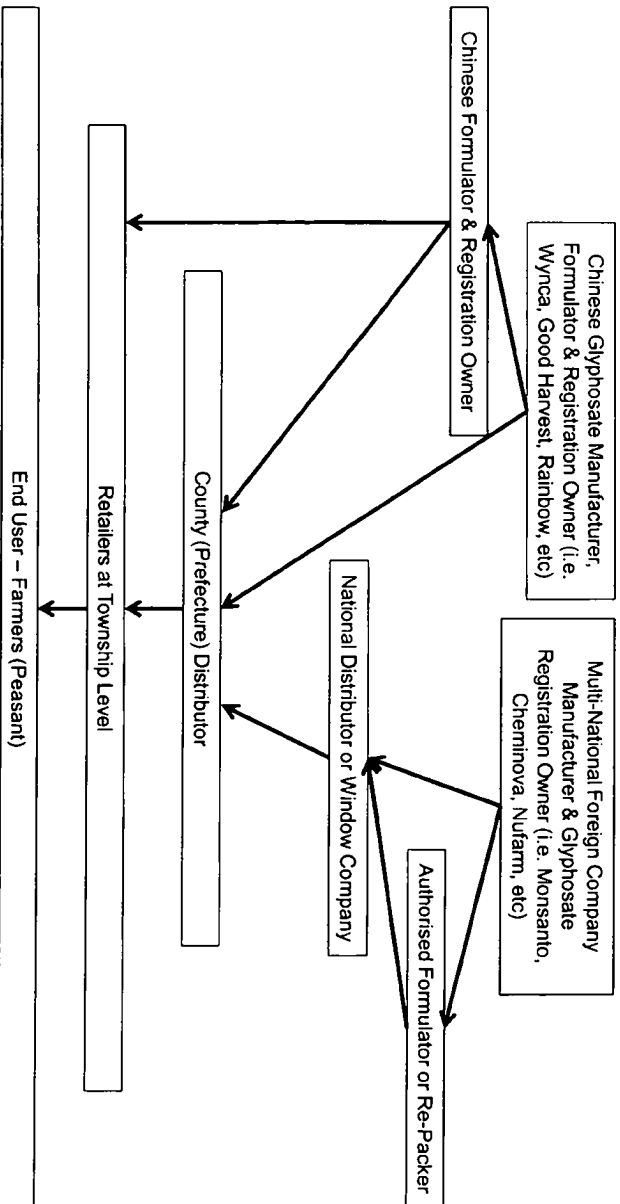 Chinese Glyphosate Manufacturer,
Formulator & Registration Owner (i.e.
Wynca, Good Harvest, Rainbow, etc)
Multi-National Foreign Company
Manufacturer & Glyphosate
Registration Owner (i.e. Monsanto,
Cheminova, Nufarm, etc)
Chinese Formulator & Registration Owner
Authorised Formulator or Re-Packer
National Distributor or Window Company
County (Prefecture) Distributor
Retailers at Township Level
End User – Farmers (Peasant)